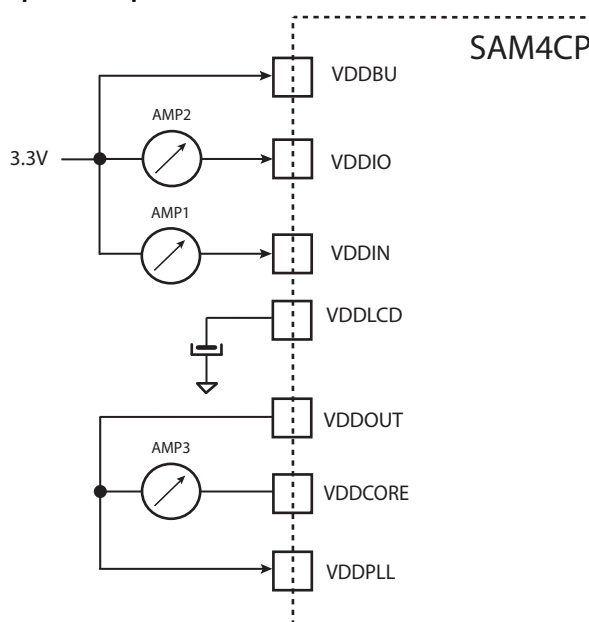 SAM4CP
VDDBU
AMP2
3.3V
VDDIO
AMP1
VDDIN
VDDLCD
VDDOUT
AMP3
VDDCORE
VDDPLL